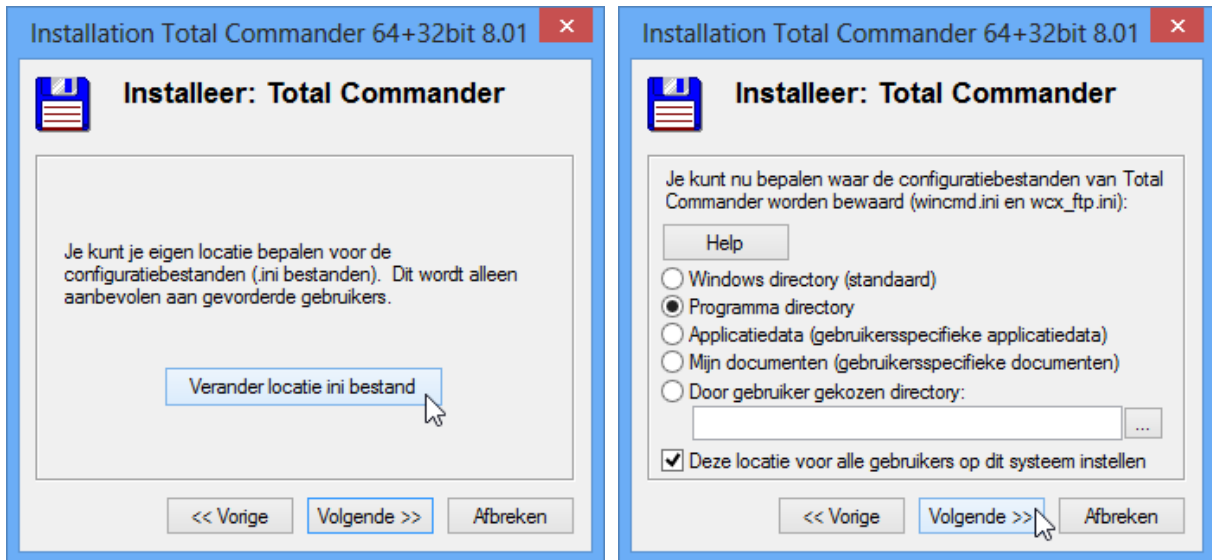 Installation Total Commander 64+32bit 8.01
Installeer: Total Commander
Je kunt je eigen locatie bepalen voor de
configuratiebestanden (.ini bestanden).  Dit wordt alleen
aanbevolen aan gevorderde gebruikers.
Verander locatie ini bestand
<< Vorige
Volgende >>
Afbreken
Installation Total Commander 64+32bit 8.01
Installeer: Total Commander
Je kunt nu bepalen waar de configuratiebestanden van Total
Commander worden bewaard (wincmd.ini en wcx_ftp.ini):
Help
Windows directory (standaard)
Programma directory
Applicatiedata (gebruikersspecifieke applicatiedata)
Mijn documenten (gebruikersspecifieke documenten)
Door gebruiker gekozen directory:
...
Deze locatie voor alle gebruikers op dit systeem instellen
<< Vorige
Volgende >>
Afbreken